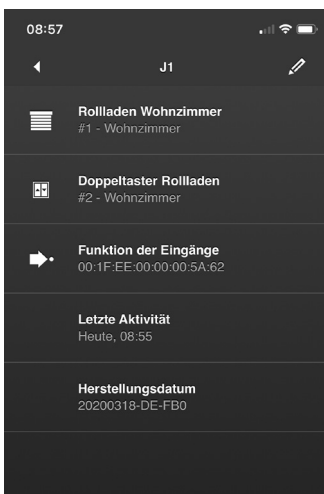 08:57
J1
Rollladen Wohnzimmer
#1 - Wohnzimmer
Doppeltaster Rollladen
#2 - Wohnzimmer
Funktion der Eingänge
00:1F:EE:00:00:00:5A:62
Letzte Aktivität
Heute, 08:55
Herstellungsdatum
20200318-DE-FB0